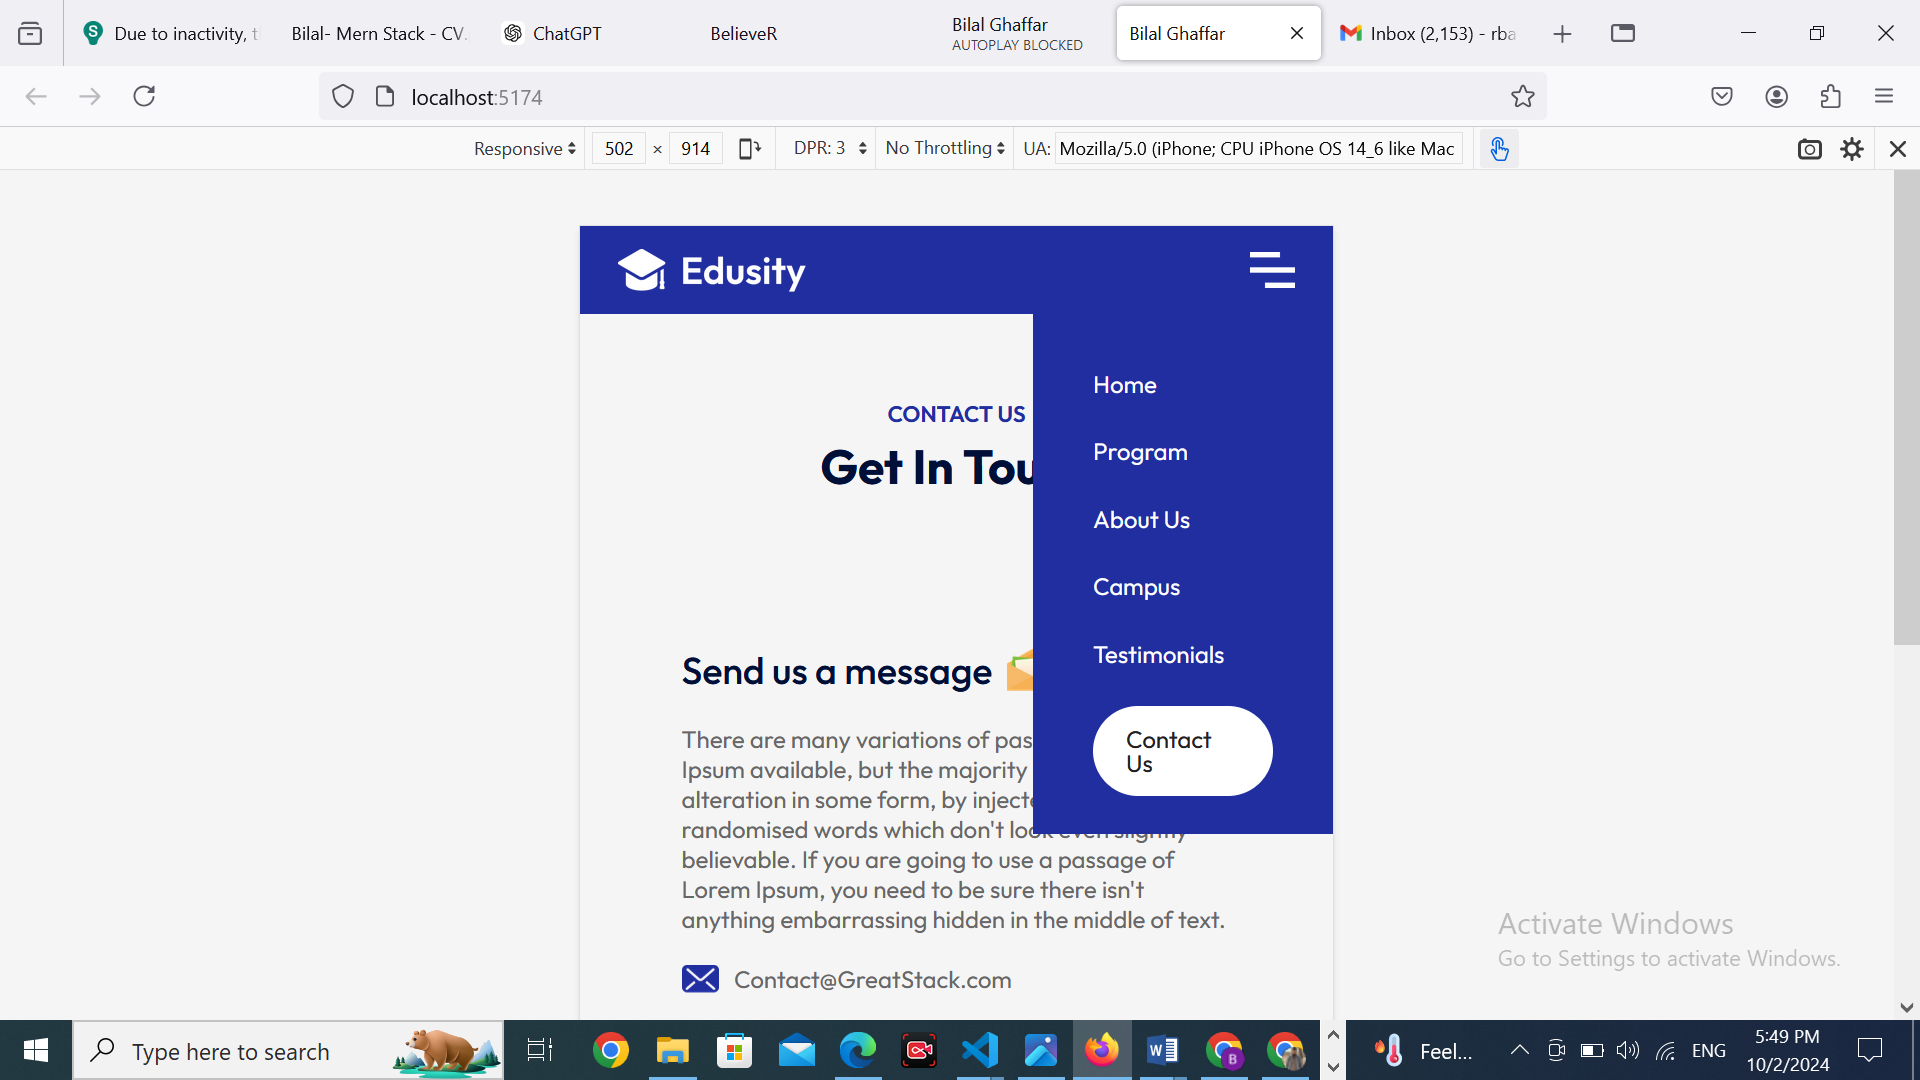 Due to inactivity, t
Bilal- Mern Stack - CV.
ChatGPT
BelieveR
Bilal Ghaffar
AUTOPLAY BLOCKED
Bilal Ghaffar
Inbox (2,153) - rba
localhost:5174
Responsive
502 × 914
DPR: 3
No Throttling
UA: Mozilla/5.0 (iPhone; CPU iPhone OS 14_6 like Mac
Edusity
Home
Program
About Us
Campus
Testimonials
Contact
Us
CONTACT US
Get In Tou
Send us a message
There are many variations of pas
Ipsum available, but the majority
alteration in some form, by injecte
randomised words which don't look even slightly
believable. If you are going to use a passage of
Lorem Ipsum, you need to be sure there isn't
anything embarrassing hidden in the middle of text.
Contact@GreatStack.com
Activate Windows
Go to Settings to activate Windows.
Type here to search
Feel...
ENG
5:49 PM
10/2/2024